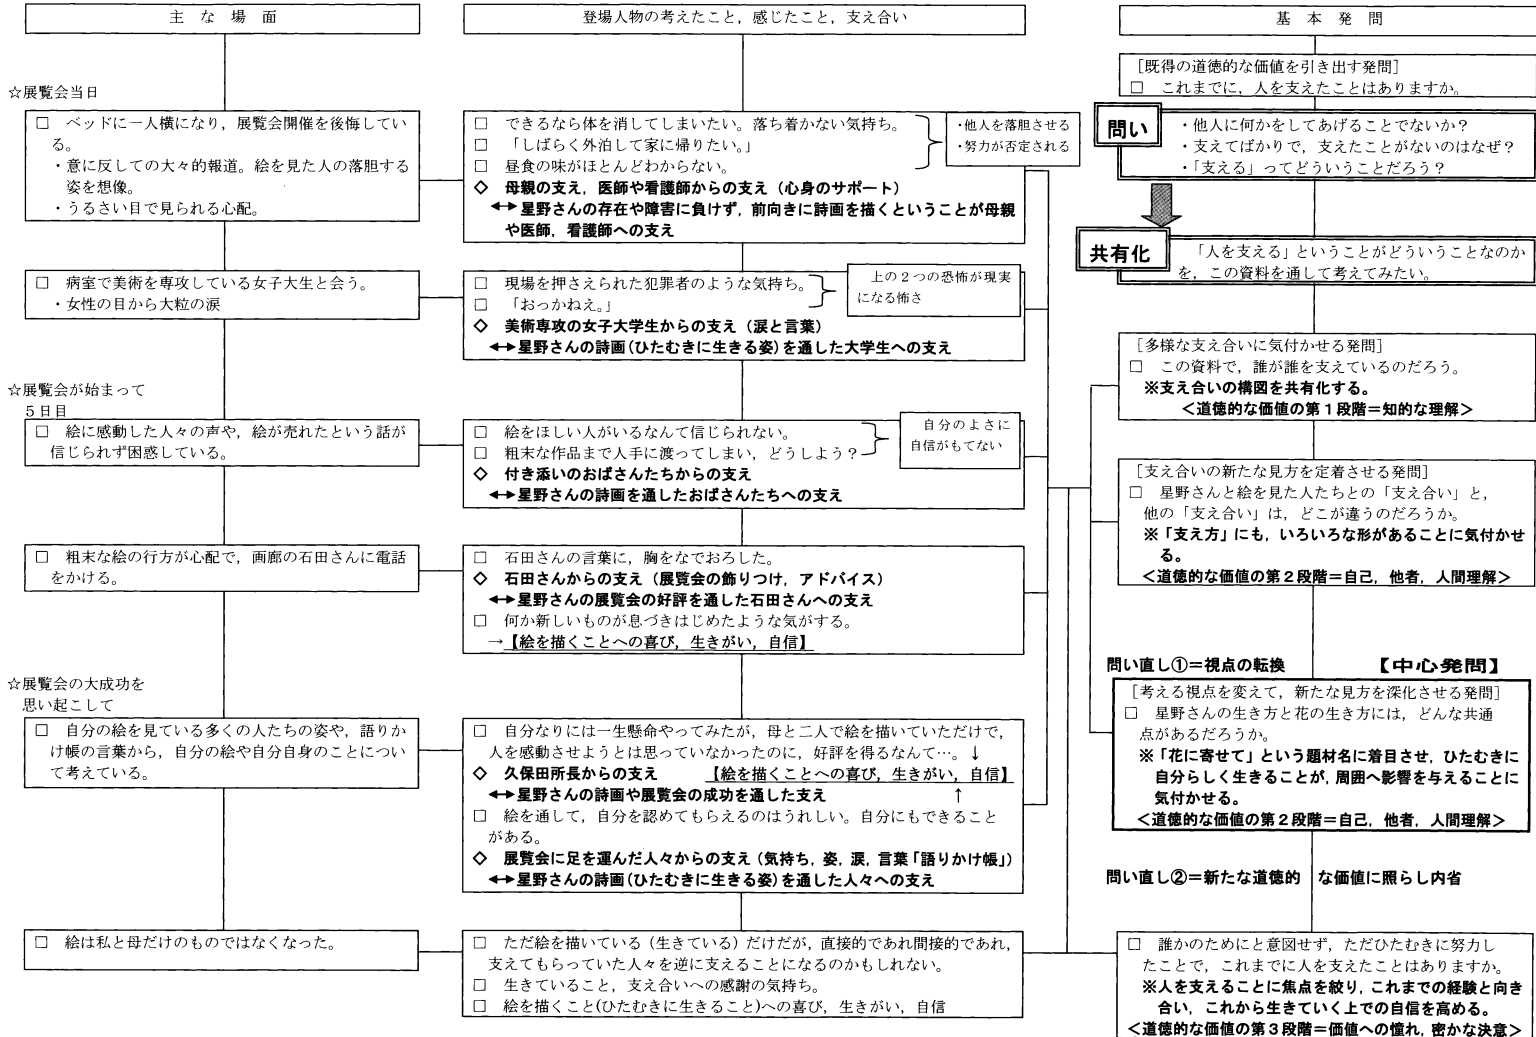 主な場面
☆展覧会当日
□ ベッドに一人横になり，展覧会開催を後悔してい
る。
・意に反しての大々的報道。絵を見た人の落胆する
姿を想像。
・うるさい目で見られる心配。
□ 病室で美術を専攻している女子大生と会う。
・女性の目から大粒の涙
☆展覧会が始まって
５日目
□ 絵に感動した人々の声や，絵が売れたという話が
信じられず困惑している。
□ 粗末な絵の行方が心配で，画廊の石田さんに電話
をかける。
☆展覧会の大成功を
思い起こして
□ 自分の絵を見ている多くの人たちの姿や，語りか
け帳の言葉から，自分の絵や自分自身のことについ
て考えている。
□ 絵は私と母だけのものではなくなった。
登場人物の考えたこと，感じたこと，支え合い
□ できるなら体を消してしまいたい。落ち着かない気持ち。
□ 「しばらく外泊して家に帰りたい。」
□ 昼食の味がほとんどわからない。
・他人を落胆させる
・努力が否定される
◇ 母親の支え，医師や看護師からの支え（心身のサポート）
↔星野さんの存在や障害に負けず，前向きに詩画を描くということが母親
や医師，看護師への支え
□ 現場を押さえられた犯罪者のような気持ち。
□ 「おっかねえ。」
上の２つの恐怖が現実
になる怖さ
◇ 美術専攻の女子大学生からの支え（涙と言葉）
↔星野さんの詩画(ひたむきに生きる姿)を通した大学生への支え
□ 絵をほしい人がいるなんて信じられない。
□ 粗末な作品まで人手に渡ってしまい，どうしよう？
自分のよさに
自信がもてない
◇ 付き添いのおばさんたちからの支え
↔星野さんの詩画を通したおばさんたちへの支え
□ 石田さんの言葉に，胸をなでおろした。
◇ 石田さんからの支え（展覧会の飾りつけ，アドバイス）
↔星野さんの展覧会の好評を通した石田さんへの支え
□ 何か新しいものが息づきはじめたような気がする。
→【絵を描くことへの喜び，生きがい，自信】
□ 自分なりには一生懸命やってみたが，母と二人で絵を描いていただけで，
人を感動させようとは思っていなかったのに，好評を得るなんて…。↓
◇ 久保田所長からの支え 【絵を描くことへの喜び，生きがい，自信】
↔星野さんの詩画や展覧会の成功を通した支え ↑
□ 絵を通して，自分を認めてもらえるのはうれしい。自分にもできること
がある。
◇ 展覧会に足を運んだ人々からの支え（気持ち，姿，涙，言葉「語りかけ帳」）
↔星野さんの詩画(ひたむきに生きる姿)を通した人々への支え
□ ただ絵を描いている（生きている）だけだが，直接的であれ間接的であれ，
支えてもらっていた人々を逆に支えることになるのかもしれない。
□ 生きていること，支え合いへの感謝の気持ち。
□ 絵を描くこと(ひたむきに生きること)への喜び，生きがい，自信
基本発問
［既得の道徳的な価値を引き出す発問］
□ これまでに，人を支えたことはありますか。
問い
・他人に何かをしてあげることでないか？
・支えてばかりで，支えたことがないのはなぜ？
・「支える」ってどういうことだろう？
共有化
「人を支える」ということがどういうことなのか
を，この資料を通して考えてみたい。
［多様な支え合いに気付かせる発問］
□ この資料で，誰が誰を支えているのだろう。
※支え合いの構図を共有化する。
＜道徳的な価値の第１段階＝知的な理解＞
［支え合いの新たな見方を定着させる発問］
□ 星野さんと絵を見た人たちとの「支え合い」と，
他の「支え合い」は，どこが違うのだろうか。
※「支え方」にも，いろいろな形があることに気付かせ
る。
＜道徳的な価値の第２段階＝自己，他者，人間理解＞
問い直し①＝視点の転換 【中心発問】
［考える視点を変えて，新たな見方を深化させる発問］
□ 星野さんの生き方と花の生き方には，どんな共通
点があるだろうか。
※「花に寄せて」という題材名に着目させ，ひたむきに
自分らしく生きることが，周囲へ影響を与えることに
気付かせる。
＜道徳的な価値の第２段階＝自己，他者，人間理解＞
問い直し②＝新たな道徳的な価値に照らし内省
□ 誰かのためにと意図せず，ただひたむきに努力し
たことで，これまでに人を支えたことはありますか。
※人を支えることに焦点を絞り，これまでの経験と向き
合い，これから生きていく上での自信を高める。
＜道徳的な価値の第３段階＝価値への憧れ，密かな決意＞